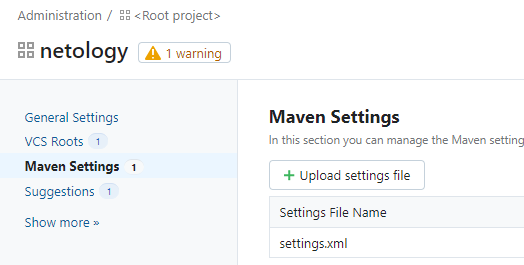 Administration / <Root project>
netology 1 warning
General Settings
VCS Roots 1
Maven Settings 1
Suggestions 1
Show more »
Maven Settings
In this section you can manage the Maven setting
+ Upload settings file
Settings File Name
settings.xml